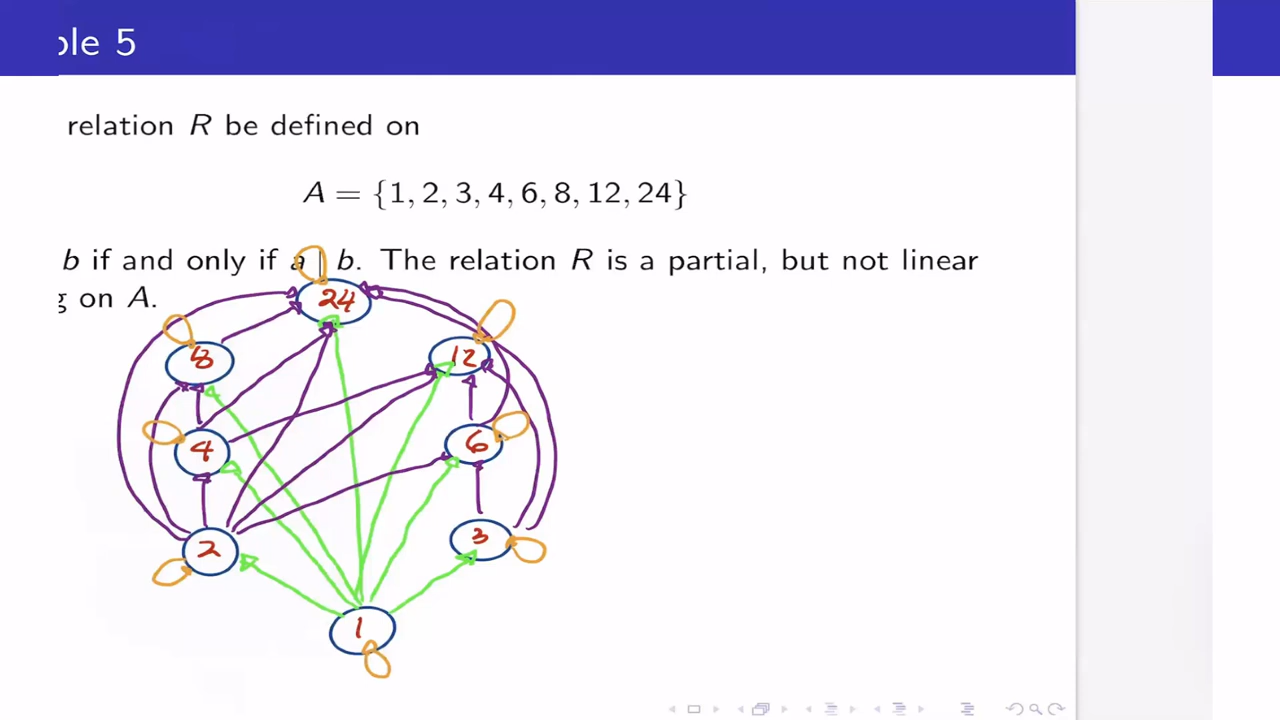 ple 5
relation R be defined on
A = {1, 2, 3, 4, 6, 8, 12, 24}
b if and only if a | b. The relation R is a partial, but not linear
g on A.
24
8
12
4
6
2
3
1